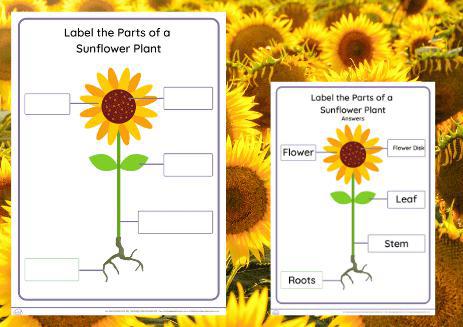 Label the Parts of a
Sunflower Plant
Label the Parts of a
Sunflower Plant
Answers
Flower
Flower Disk
Leaf
Stem
Roots